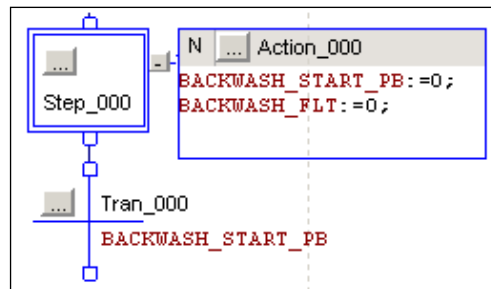 N ... Action_000
...
BACKWASH_START_PB:=0;
Step_000
BACKWASH_FLT:=0;
... Tran_000
BACKWASH_START_PB